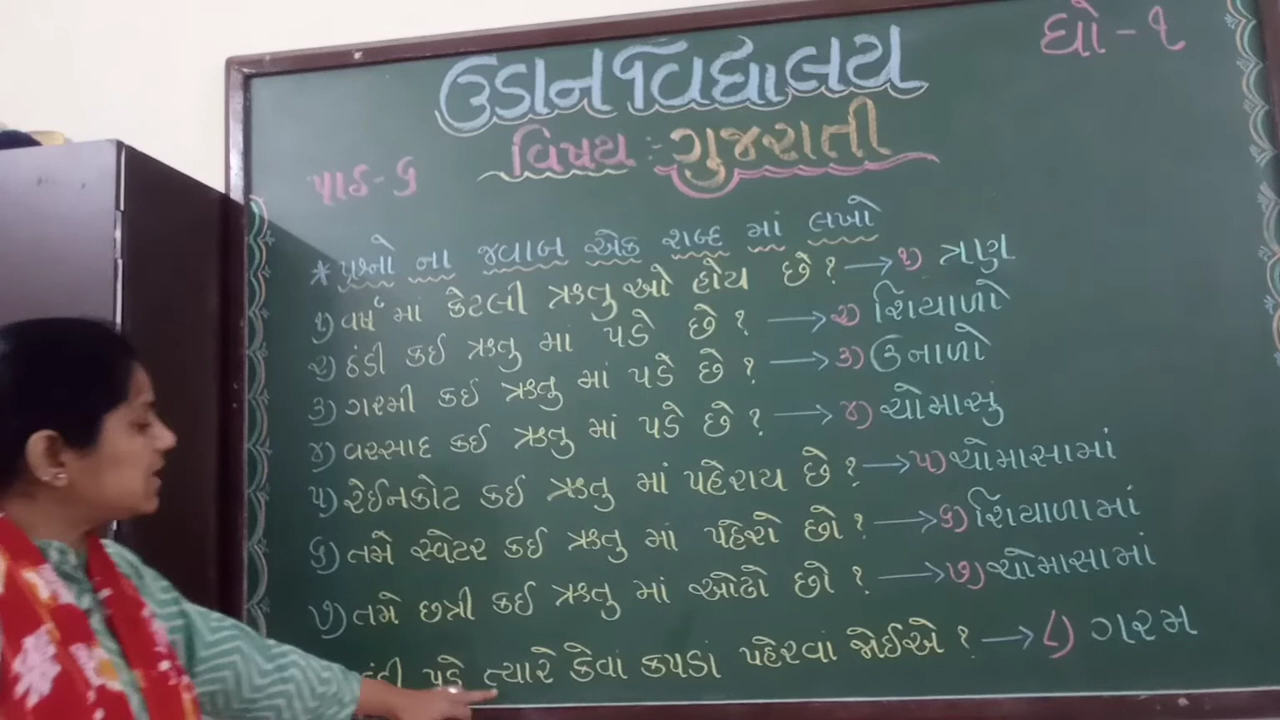 ઉડાન વિદ્યાલય
ધો - ૧
વિષય : ગુજરાતી
પાઠ - ૬
* પ્રશ્નો ના જવાબ એક શબ્દ માં લખો
૧) વર્ષ માં કેટલી ઋતુઓ હોય છે ? → ૧) ત્રણ
૨) ઠંડી કઈ ઋતુ માં પડે છે ? → ૨) શિયાળો
૩) ગરમી કઈ ઋતુ માં પડે છે ? → ૩) ઉનાળો
૪) વરસાદ કઈ ઋતુ માં પડે છે ? → ૪) ચોમાસું
૫) રેઈનકોટ કઈ ઋતુ માં પહેરાય છે ? → ૫) ચોમાસામાં
૬) તમે સ્વેટર કઈ ઋતુ માં પહેરો છો ? → ૬) શિયાળામાં
૭) તમે છત્રી કઈ ઋતુ માં ઓઢો છો ? → ૭) ચોમાસામાં
ઠંડી પડે ત્યારે કેવાં કપડાં પહેરવાં જોઈએ ? → ૮) ગરમ